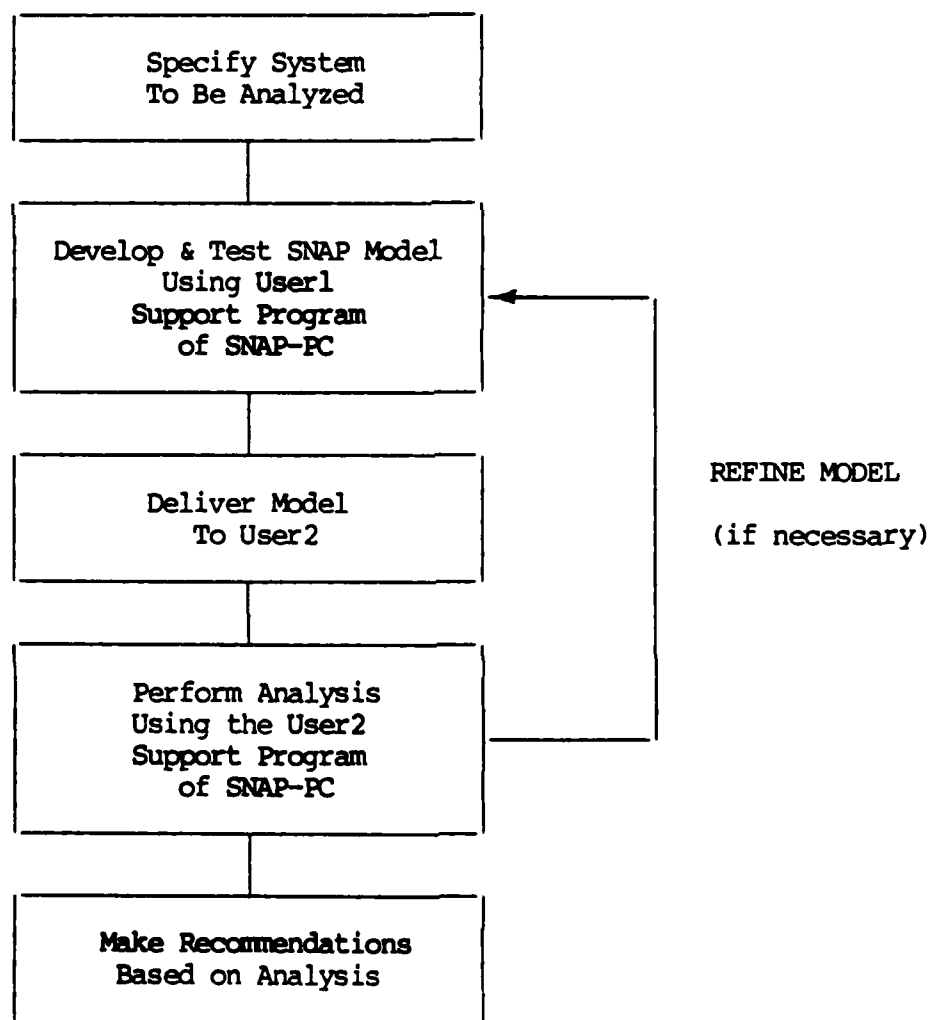 Specify System
To Be Analyzed
Develop & Test SNAP Model
Using User1
Support Program
of SNAP-PC
Deliver Model
To User2
REFINE MODEL
(if necessary)
Perform Analysis
Using the User2
Support Program
of SNAP-PC
Make Recommendations
Based on Analysis